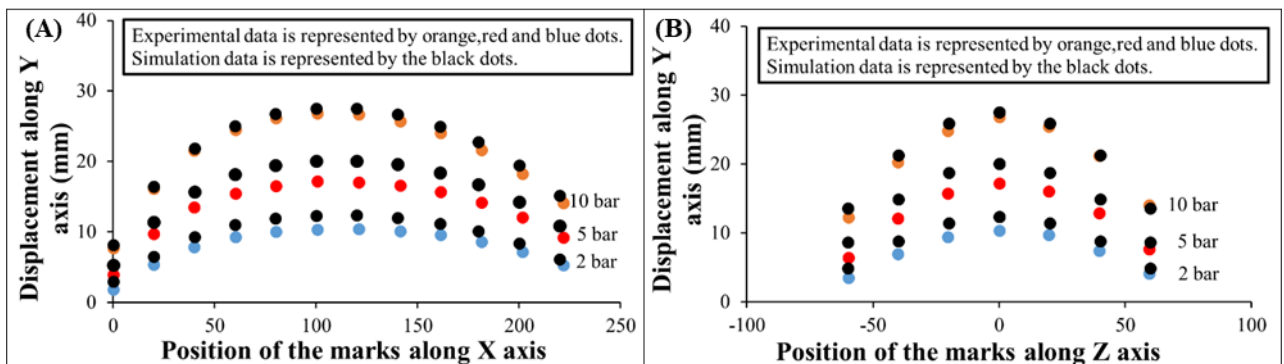 (A)
Experimental data is represented by orange,red and blue dots.
Simulation data is represented by the black dots.
Displacement along Y
axis (mm)
40
30
20
10
0
10 bar
5 bar
2 bar
0
50
100
150
200
250
Position of the marks along X axis
(B)
Experimental data is represented by orange,red and blue dots.
Simulation data is represented by the black dots.
Displacement along Y
axis (mm)
40
30
20
10
0
10 bar
5 bar
2 bar
-100
-50
0
50
100
Position of the marks along Z axis